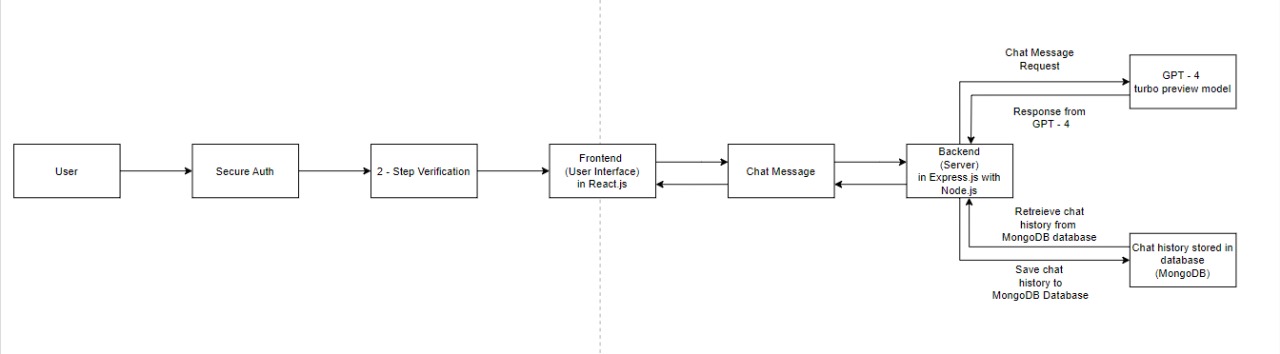 User
Secure Auth
2 - Step Verification
Frontend
(User Interface)
in React.js
Chat Message
Backend
(Server)
in Express.js with
Node.js
Chat Message
Request
Response from
GPT - 4
GPT - 4
turbo preview model
Retreieve chat
history from
MongoDB database
Save chat
history to
MongoDB Database
Chat history stored in
database
(MongoDB)